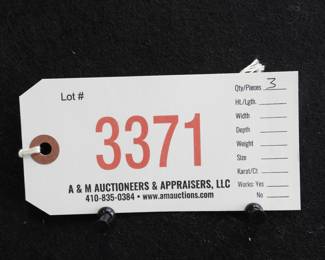 Lot #
3371
A & M AUCTIONEERS & APPRAISERS, LLC
410-835-0384 • www.amauctions.com
Qty/Pieces 3
Ht./Lgth.
Width
Depth
Weight
Size
Karat/Ct
Works: Yes
No